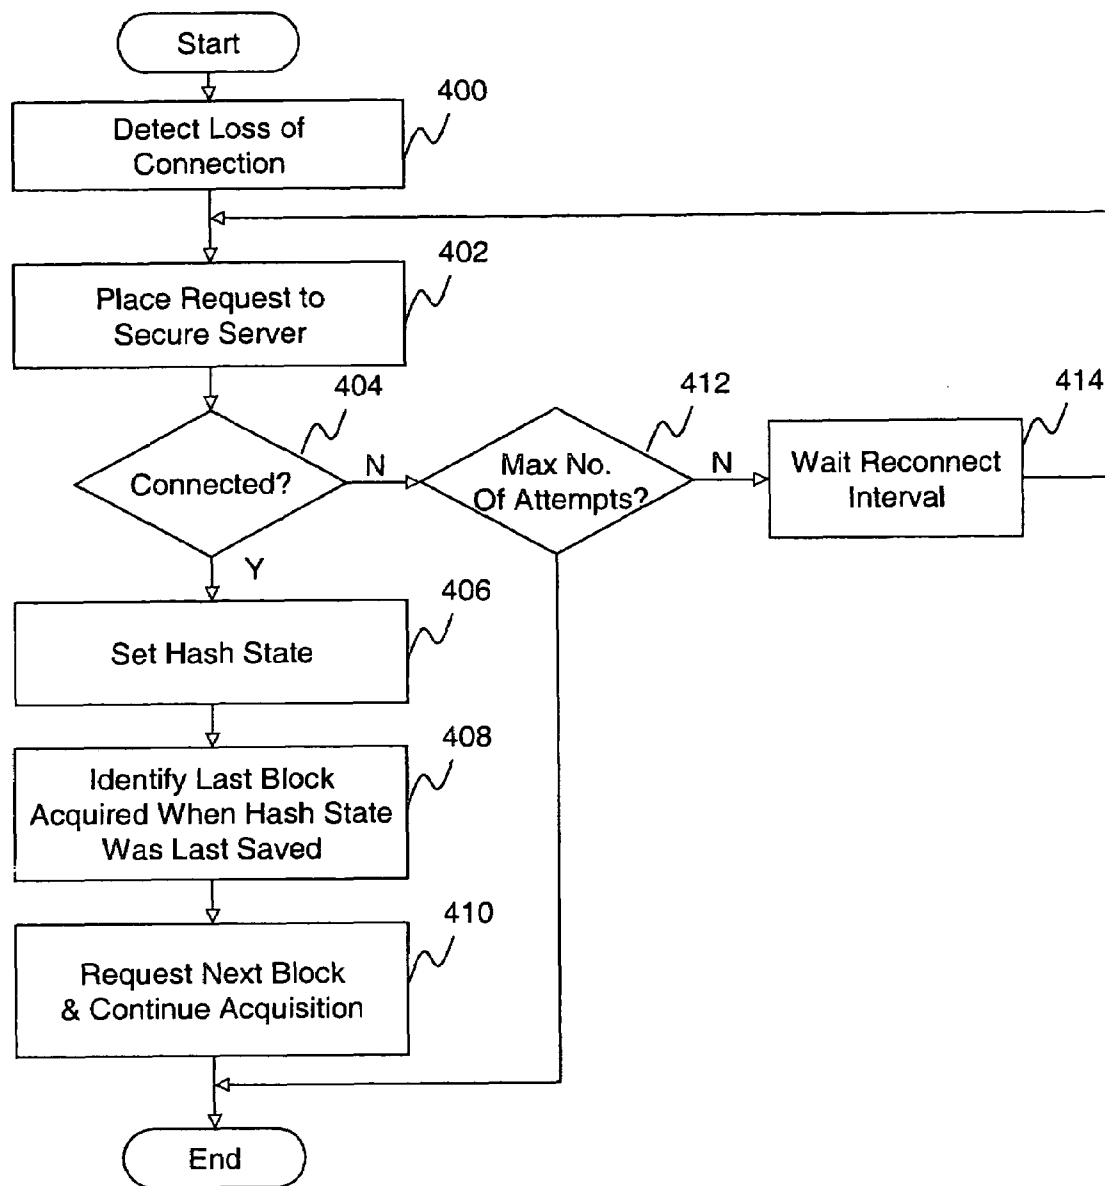 Start
400
Detect Loss of
Connection
402
Place Request to
Secure Server
404
Connected?
N
Y
412
Max No.
Of Attempts?
N
414
Wait Reconnect
Interval
406
Set Hash State
408
Identify Last Block
Acquired When Hash State
Was Last Saved
410
Request Next Block
& Continue Acquisition
End